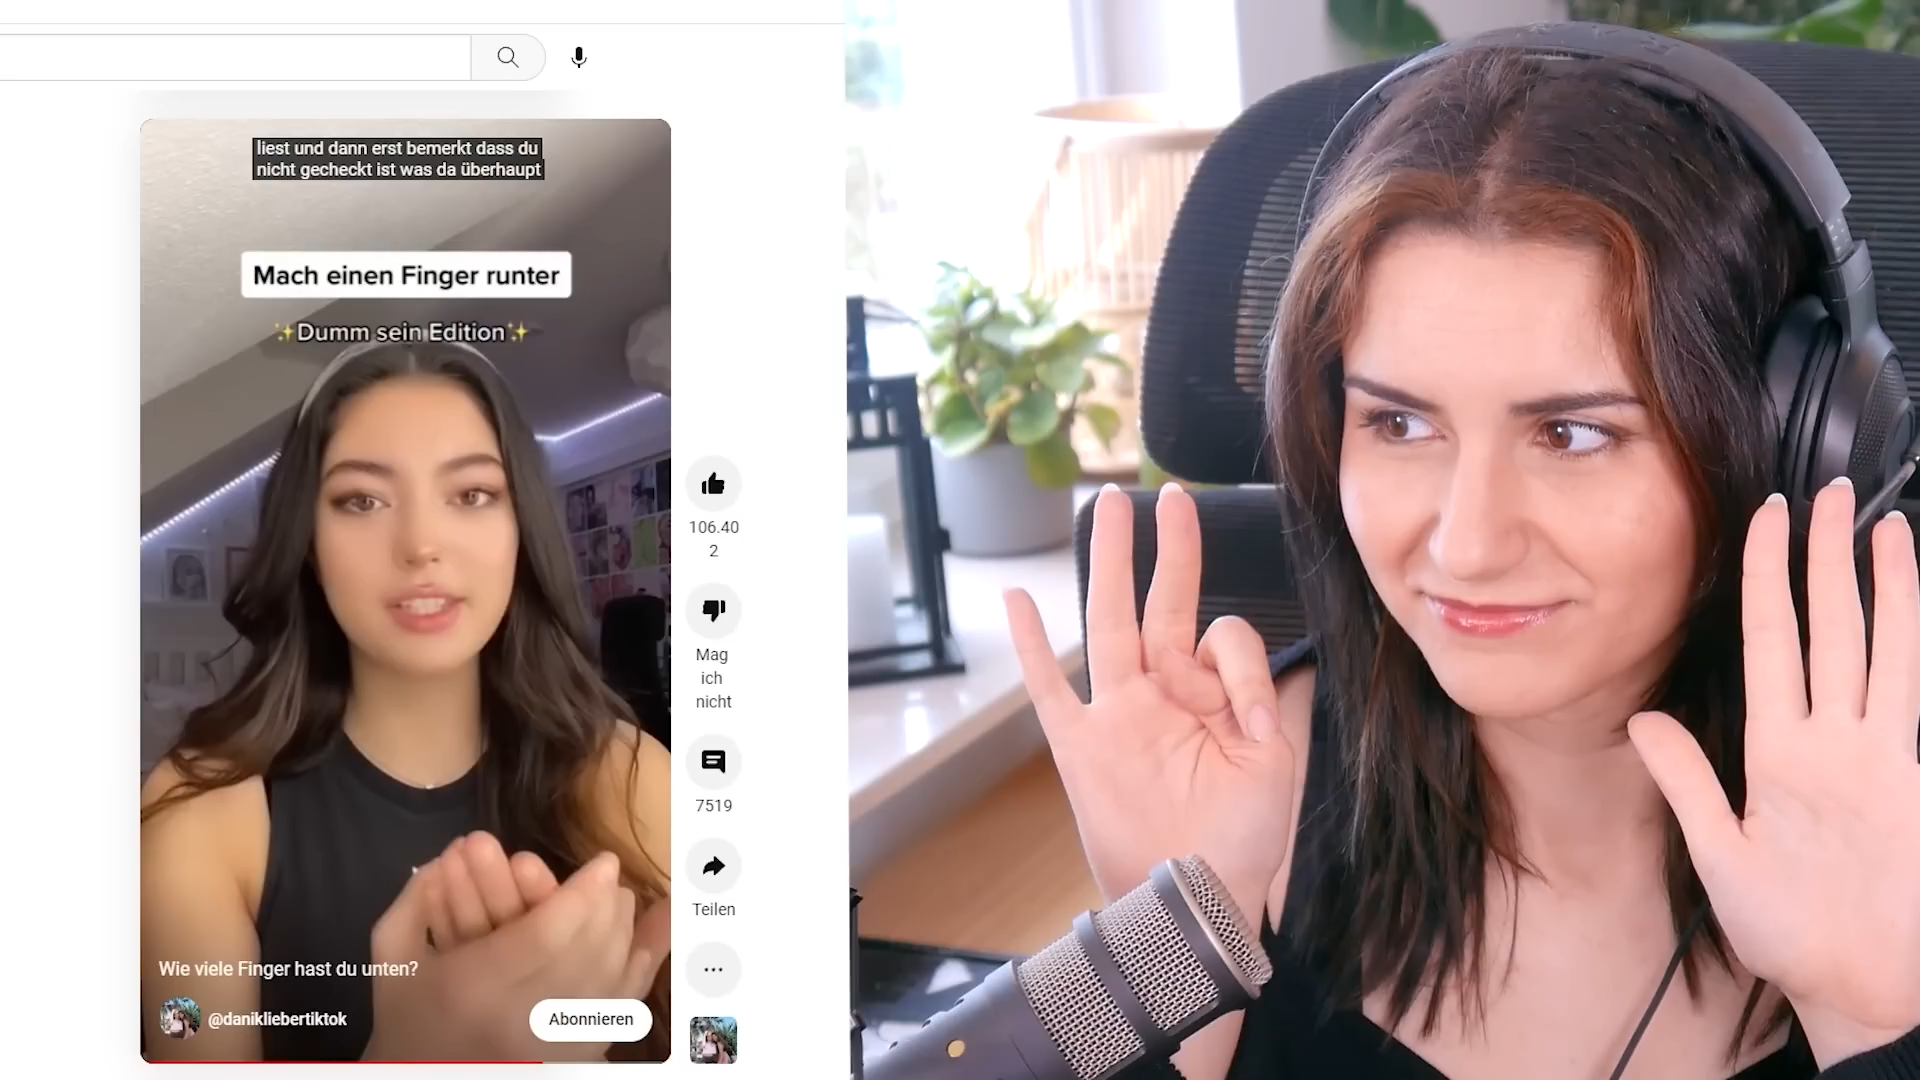 liest und dann erst bemerkt dass du
nicht gecheckt ist was da überhaupt
Mach einen Finger runter
✨Dumm sein Edition✨
106.40
2
Mag
ich
nicht
7519
Teilen
Wie viele Finger hast du unten?
@danikliebertiktok
Abonnieren